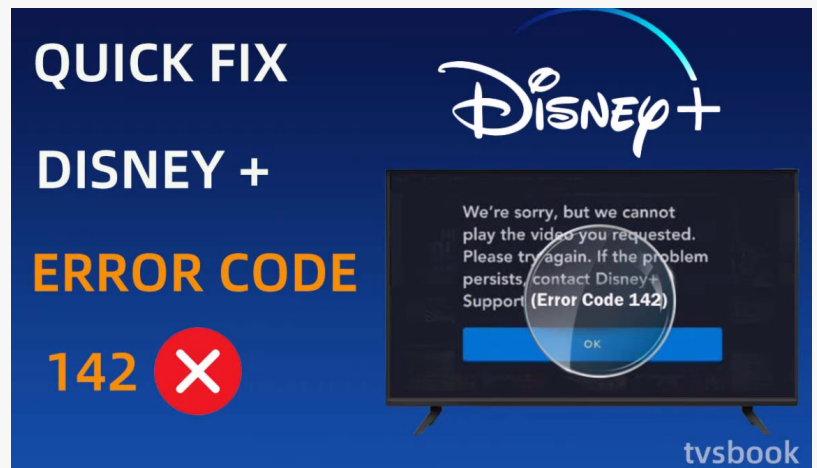 QUICK FIX
DISNEY +
ERROR CODE
142
Disney+
We're sorry, but we cannot
play the video you requested.
Please try again. If the problem
persists, contact Disney+
Support (Error Code 142)
OK
tvsbook